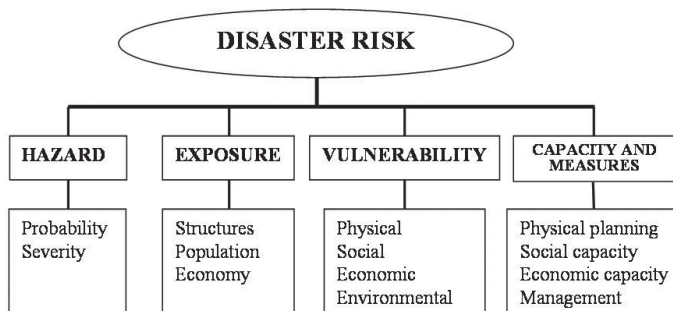 DISASTER RISK
HAZARD
EXPOSURE
VULNERABILITY
CAPACITY AND
MEASURES
Probability
Severity
Structures
Population
Economy
Physical
Social
Economic
Environmental
Physical planning
Social capacity
Economic capacity
Management